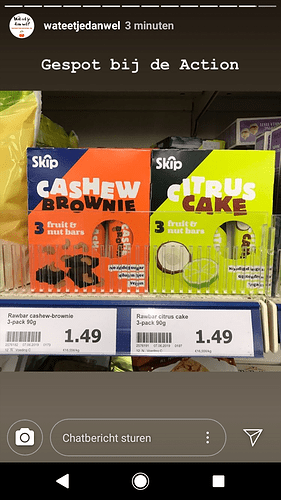 wateetjedanwel 3 minuten
Gespot bij de Action
Skip
CASHEW
BROWNIE
3 fruit &
nut bars
Skip
CITRUS
CAKE
3 fruit &
nut bars
Rawbar cashew-brownie
3-pack 90g
1.49
Rawbar citrus cake
3-pack 90g
1.49
Chatbericht sturen